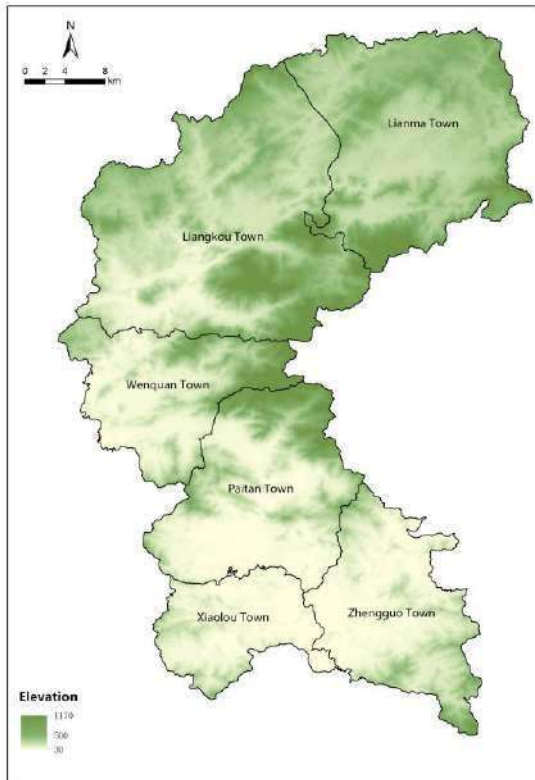 N
0 2 4 8
km
Lianma Town
Liangkou Town
Wenquan Town
Paitan Town
Xiaolou Town
Zhengguo Town
Elevation
1170
500
30